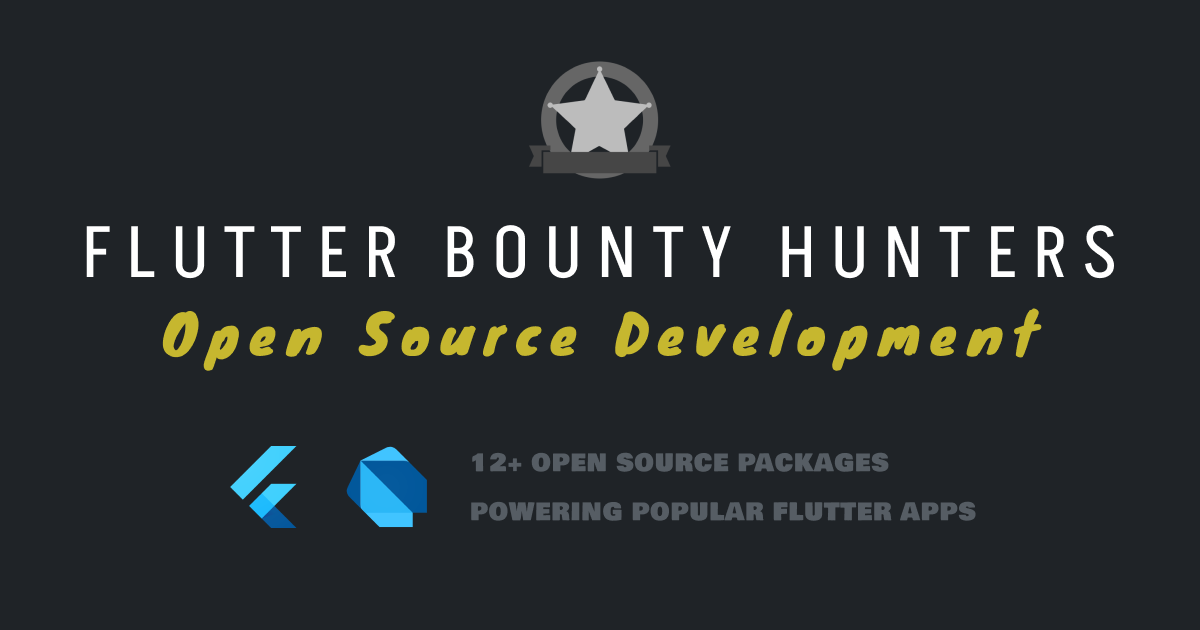 FLUTTER BOUNTY HUNTERS
Open Source Development
12+ OPEN SOURCE PACKAGES
POWERING POPULAR FLUTTER APPS